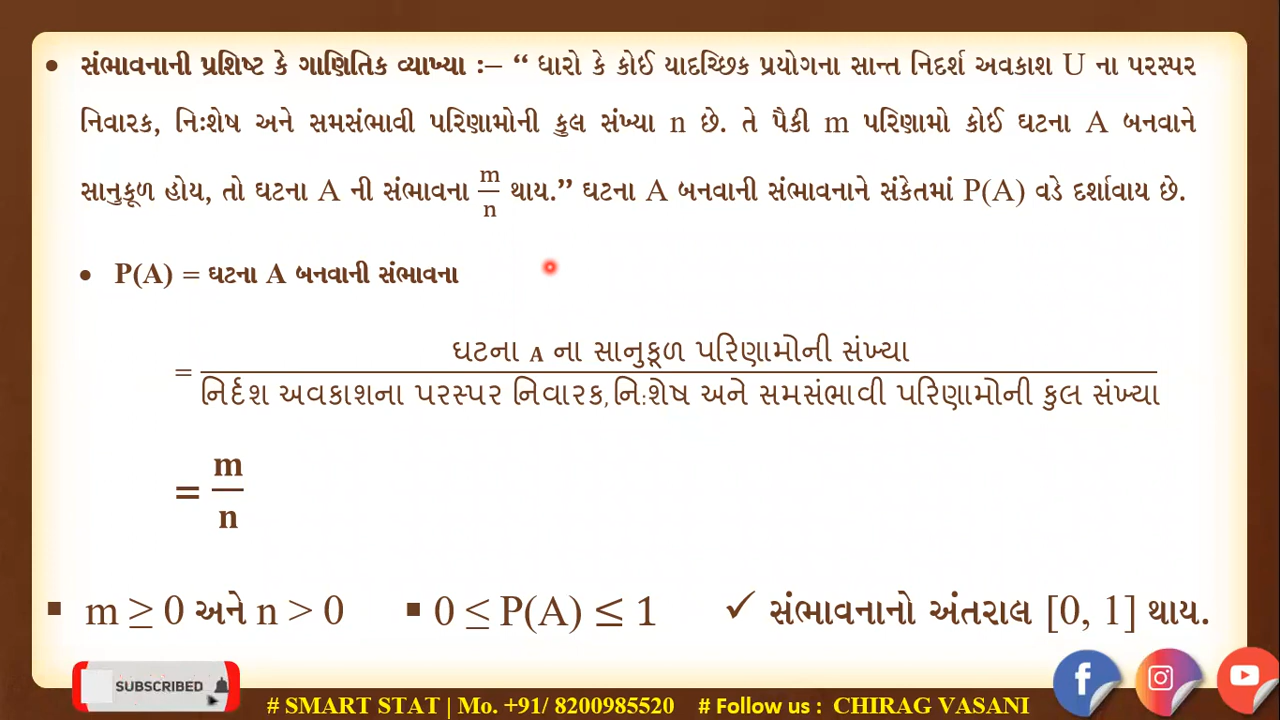 • સંભાવનાની પ્રશિષ્ટ કે ગાણિતિક વ્યાખ્યા :– “ ધારો કે કોઈ યાદચ્છિક પ્રયોગના સાન્ત નિદર્શ અવકાશ U ના પરસ્પર
નિવારક, નિઃશેષ અને સમસંભાવી પરિણામોની કુલ સંખ્યા n છે. તે પૈકી m પરિણામો કોઈ ઘટના A બનવાને
સાનુકૂળ હોય, તો ઘટના A ની સંભાવના m/n થાય.” ઘટના A બનવાની સંભાવનાને સંકેતમાં P(A) વડે દર્શાવાય છે.
• P(A) = ઘટના A બનવાની સંભાવના
ઘટના A ના સાનુકૂળ પરિણામોની સંખ્યા
=
નિર્દેશ અવકાશના પરસ્પર નિવારક,નિ:શેષ અને સમસંભાવી પરિણામોની કુલ સંખ્યા
= m/n
▪ m ≥ 0 અને n > 0 ▪ 0 ≤ P(A) ≤ 1 ✓ સંભાવનાનો અંતરાલ [0, 1] થાય.
SUBSCRIBED
# SMART STAT | Mo. +91/ 8200985520 # Follow us : CHIRAG VASANI